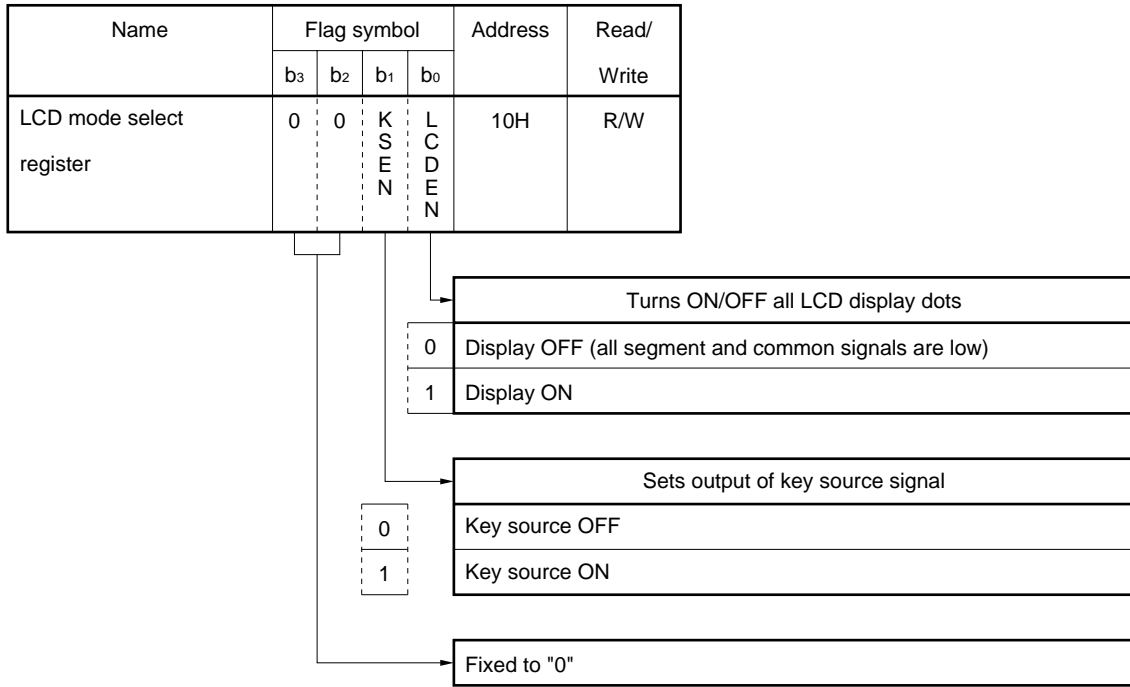 Name Flag symbol Address Read/
Write
b3 b2 b1 b0
LCD mode select
register
0 0 KSEN LCDEN 10H R/W
Turns ON/OFF all LCD display dots
0 Display OFF (all segment and common signals are low)
1 Display ON
Sets output of key source signal
0 Key source OFF
1 Key source ON
Fixed to "0"